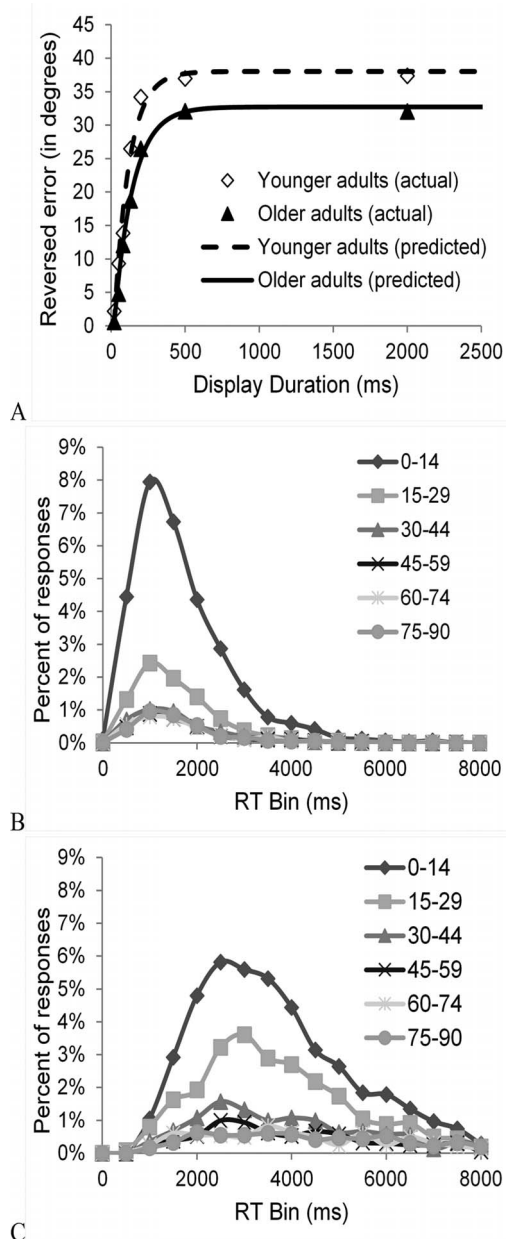 45
40
35
30
25
20
15
10
5
0
Reversed error (in degrees)
Younger adults (actual)
Older adults (actual)
Younger adults (predicted)
Older adults (predicted)
0 500 1000 1500 2000 2500
Display Duration (ms)
A
9%
8%
7%
6%
5%
4%
3%
2%
1%
0%
Percent of responses
0-14
15-29
30-44
45-59
60-74
75-90
0 2000 4000 6000 8000
RT Bin (ms)
B
9%
8%
7%
6%
5%
4%
3%
2%
1%
0%
Percent of responses
0-14
15-29
30-44
45-59
60-74
75-90
0 2000 4000 6000 8000
RT Bin (ms)
C